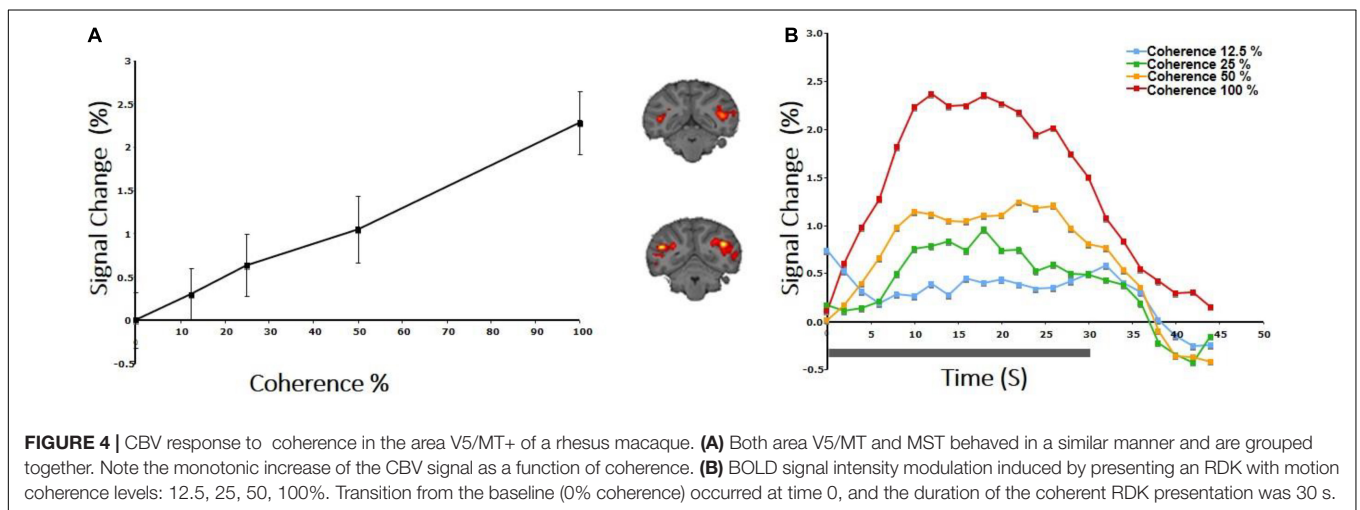 A
Signal Change (%)
3
2.5
2
1.5
1
0.5
0
-0.5
0
10
20
30
40
50
60
70
80
90
100
Coherence %
B
Signal Change (%)
3.0
2.5
2.0
1.5
1.0
0.5
0.0
-0.5
0
5
10
15
20
25
30
35
40
45
50
Time (S)
Coherence 12.5 %
Coherence 25 %
Coherence 50 %
Coherence 100 %
FIGURE 4 | CBV response to coherence in the area V5/MT+ of a rhesus macaque. (A) Both area V5/MT and MST behaved in a similar manner and are grouped
together. Note the monotonic increase of the CBV signal as a function of coherence. (B) BOLD signal intensity modulation induced by presenting an RDK with motion
coherence levels: 12.5, 25, 50, 100%. Transition from the baseline (0% coherence) occurred at time 0, and the duration of the coherent RDK presentation was 30 s.